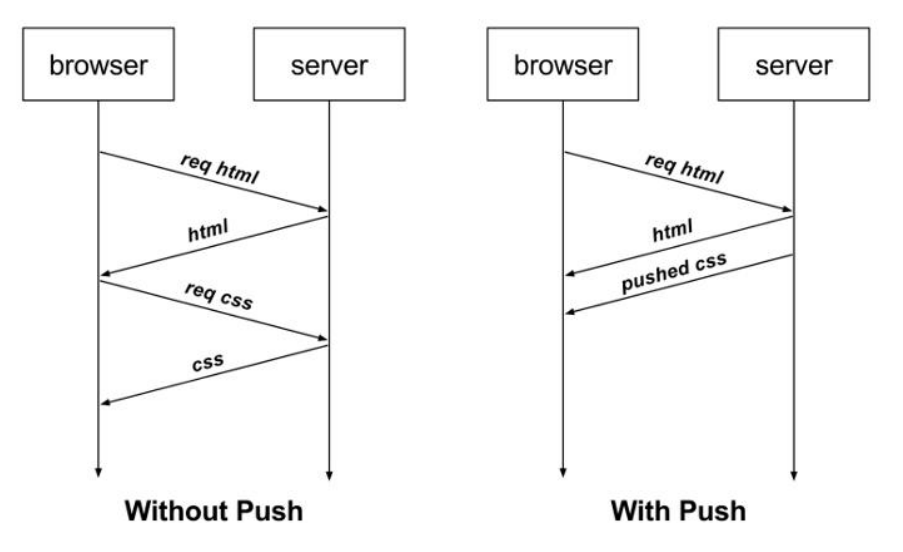 browser
server
req html
html
req css
css
Without Push
browser
server
req html
html
pushed css
With Push